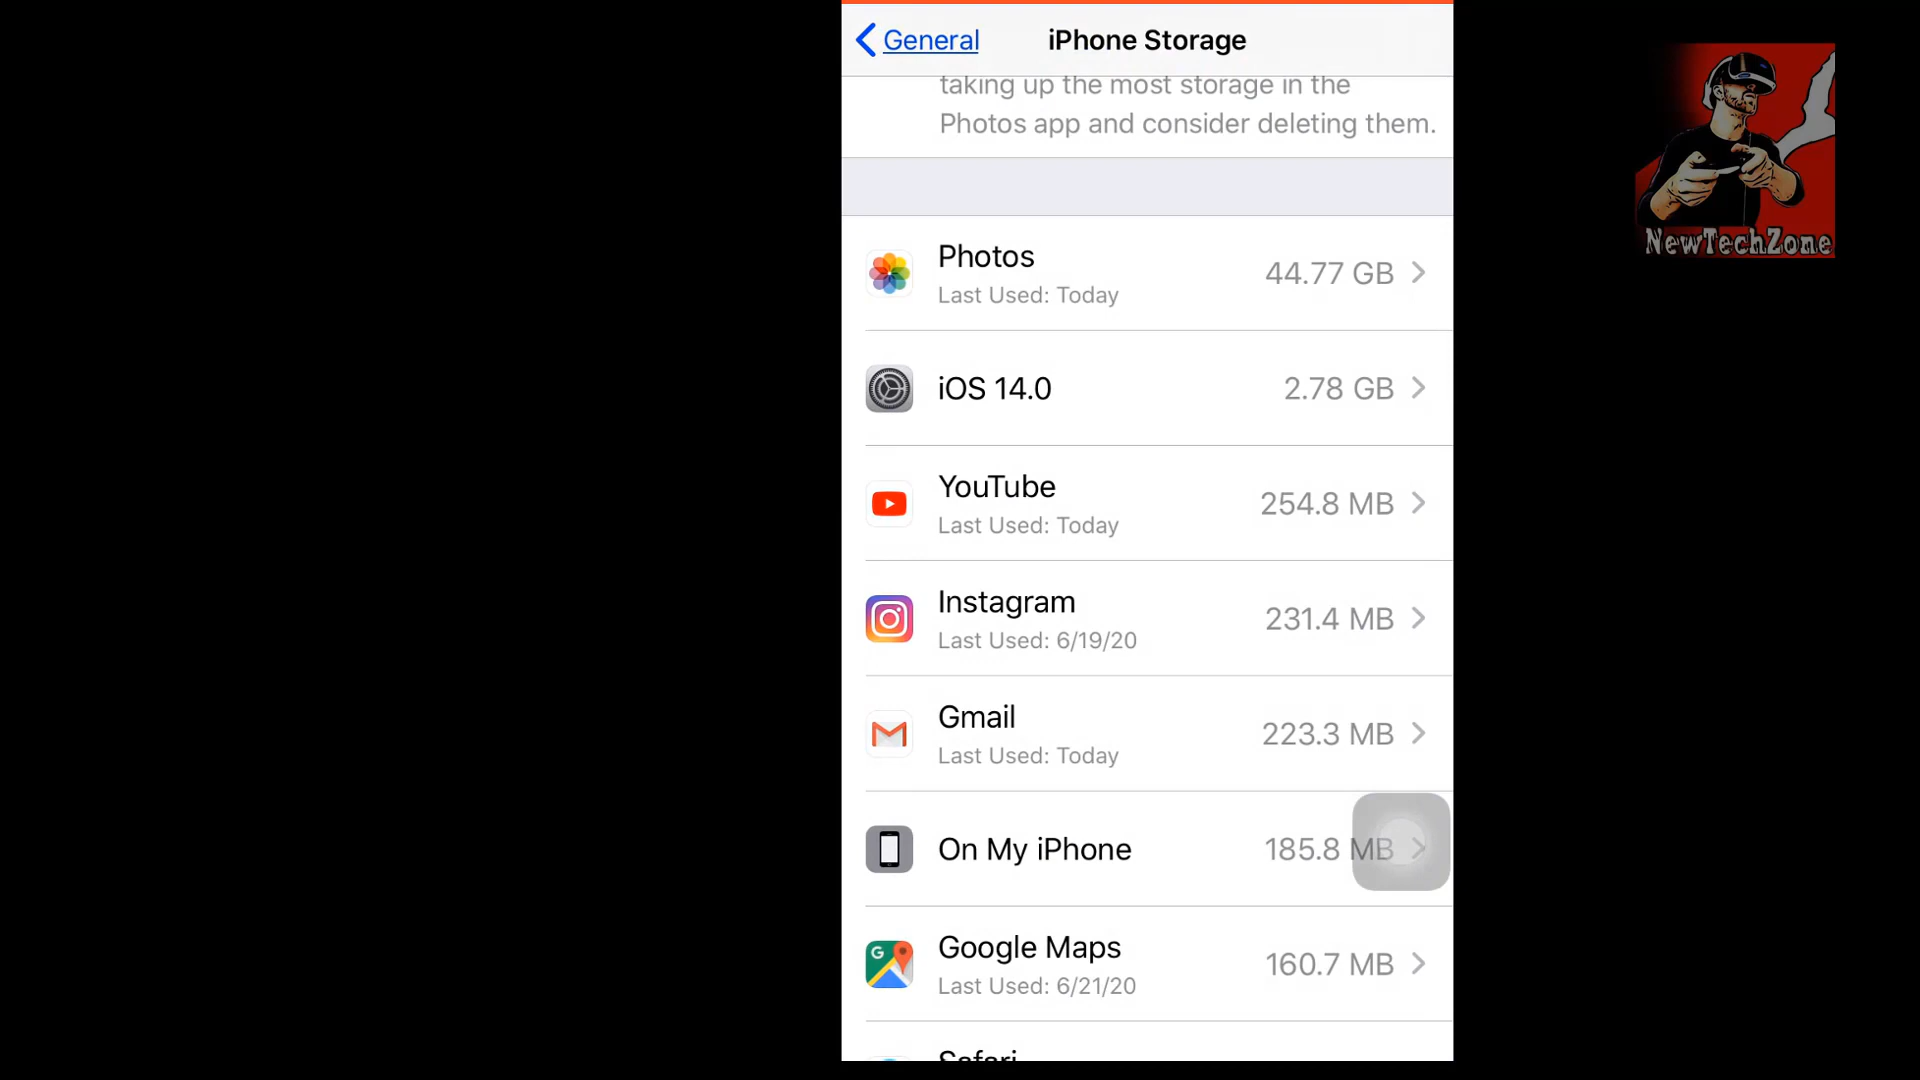 General
iPhone Storage
taking up the most storage in the
Photos app and consider deleting them.
Photos
Last Used: Today
44.77 GB
iOS 14.0
2.78 GB
YouTube
Last Used: Today
254.8 MB
Instagram
Last Used: 6/19/20
231.4 MB
Gmail
Last Used: Today
223.3 MB
On My iPhone
185.8 MB
Google Maps
Last Used: 6/21/20
160.7 MB
Safari
NewTechZone